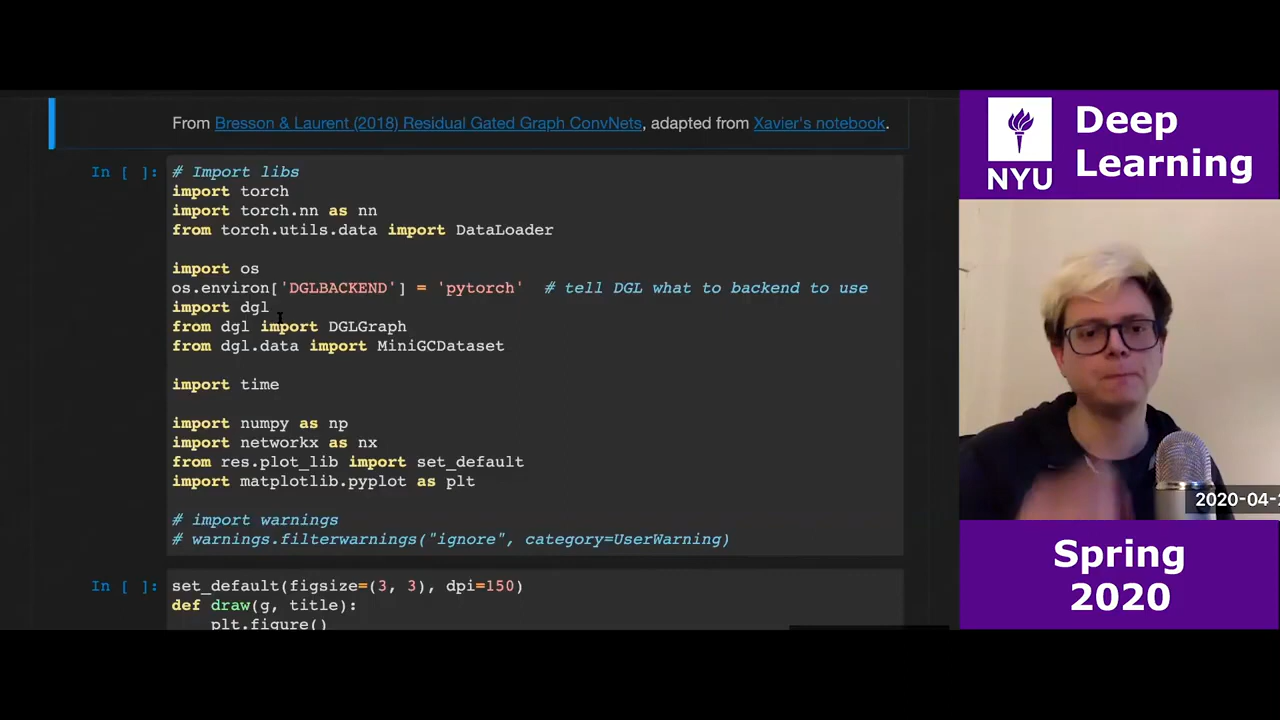 From Bresson & Laurent (2018) Residual Gated Graph ConvNets, adapted from Xavier's notebook.
In [ ]:
# Import libs
import torch
import torch.nn as nn
from torch.utils.data import DataLoader
import os
os.environ['DGLBACKEND'] = 'pytorch'  # tell DGL what to backend to use
import dgl
from dgl import DGLGraph
from dgl.data import MiniGCDataset
import time
import numpy as np
import networkx as nx
from res.plot_lib import set_default
import matplotlib.pyplot as plt
# import warnings
# warnings.filterwarnings("ignore", category=UserWarning)
In [ ]:
set_default(figsize=(3, 3), dpi=150)
def draw(g, title):
plt.figure()
NYU
Deep
Learning
2020-04-2
Spring
2020